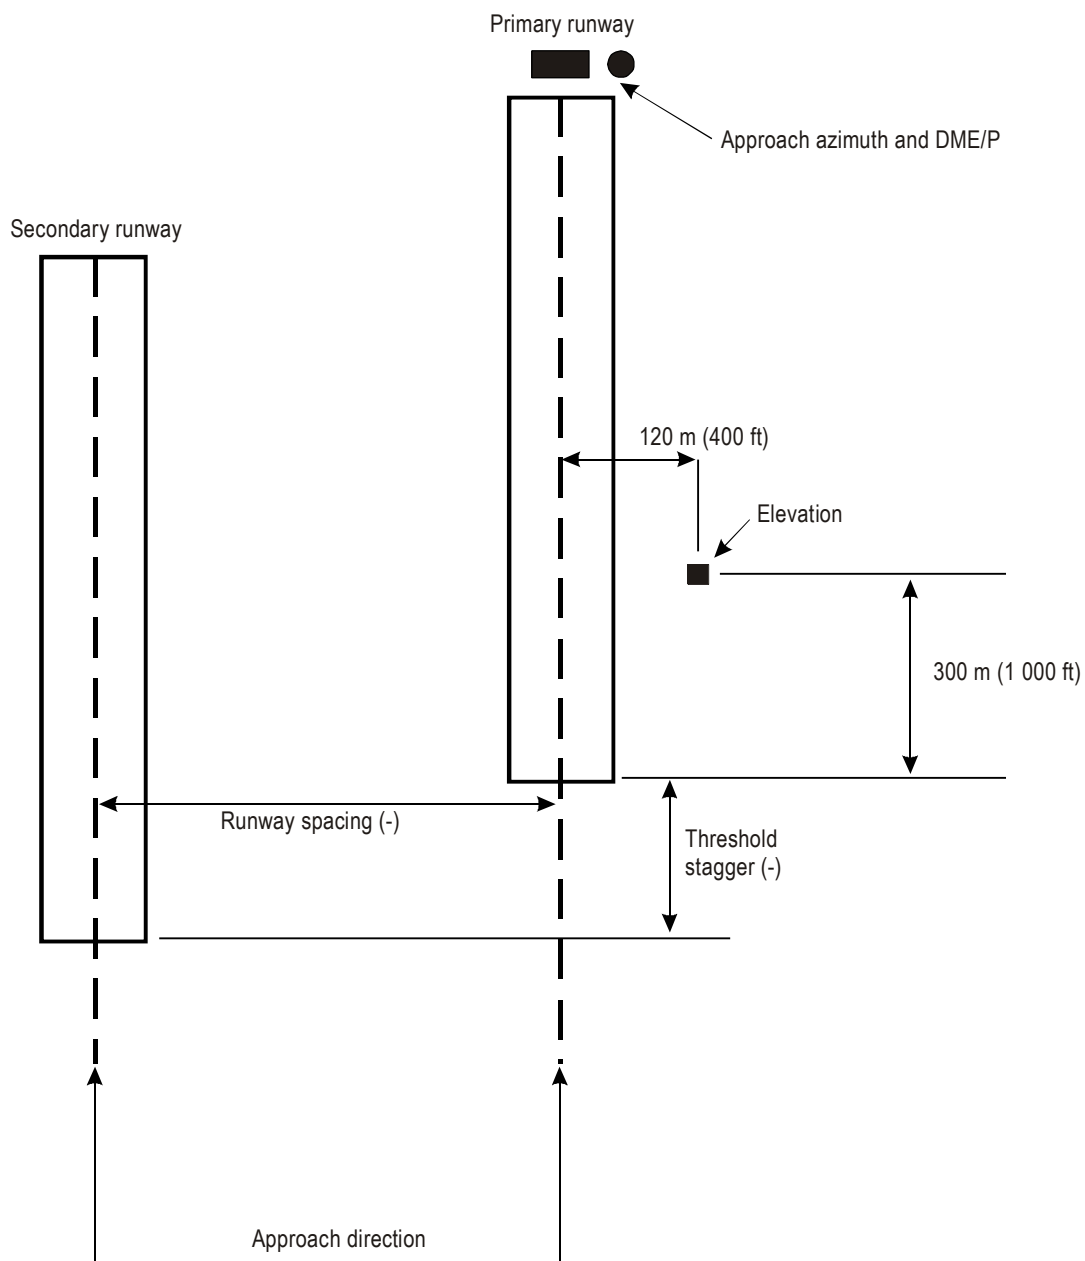 Primary runway
Approach azimuth and DME/P
Secondary runway
120 m (400 ft)
Elevation
300 m (1 000 ft)
Runway spacing (-)
Threshold
stagger (-)
Approach direction